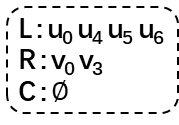 L:u₀ u₄ u₅ u₆
R:v₀ v₃
C:∅